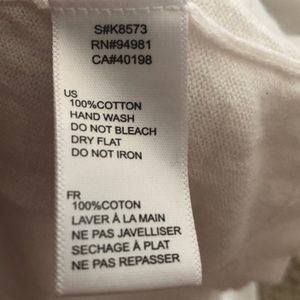 S#K8573
RN#94981
CA#40198
US
100%COTTON
HAND WASH
DO NOT BLEACH
DRY FLAT
DO NOT IRON
FR
100%COTON
LAVER À LA MAIN
NE PAS JAVELLISER
SECHAGE À PLAT
NE PAS REPASSER